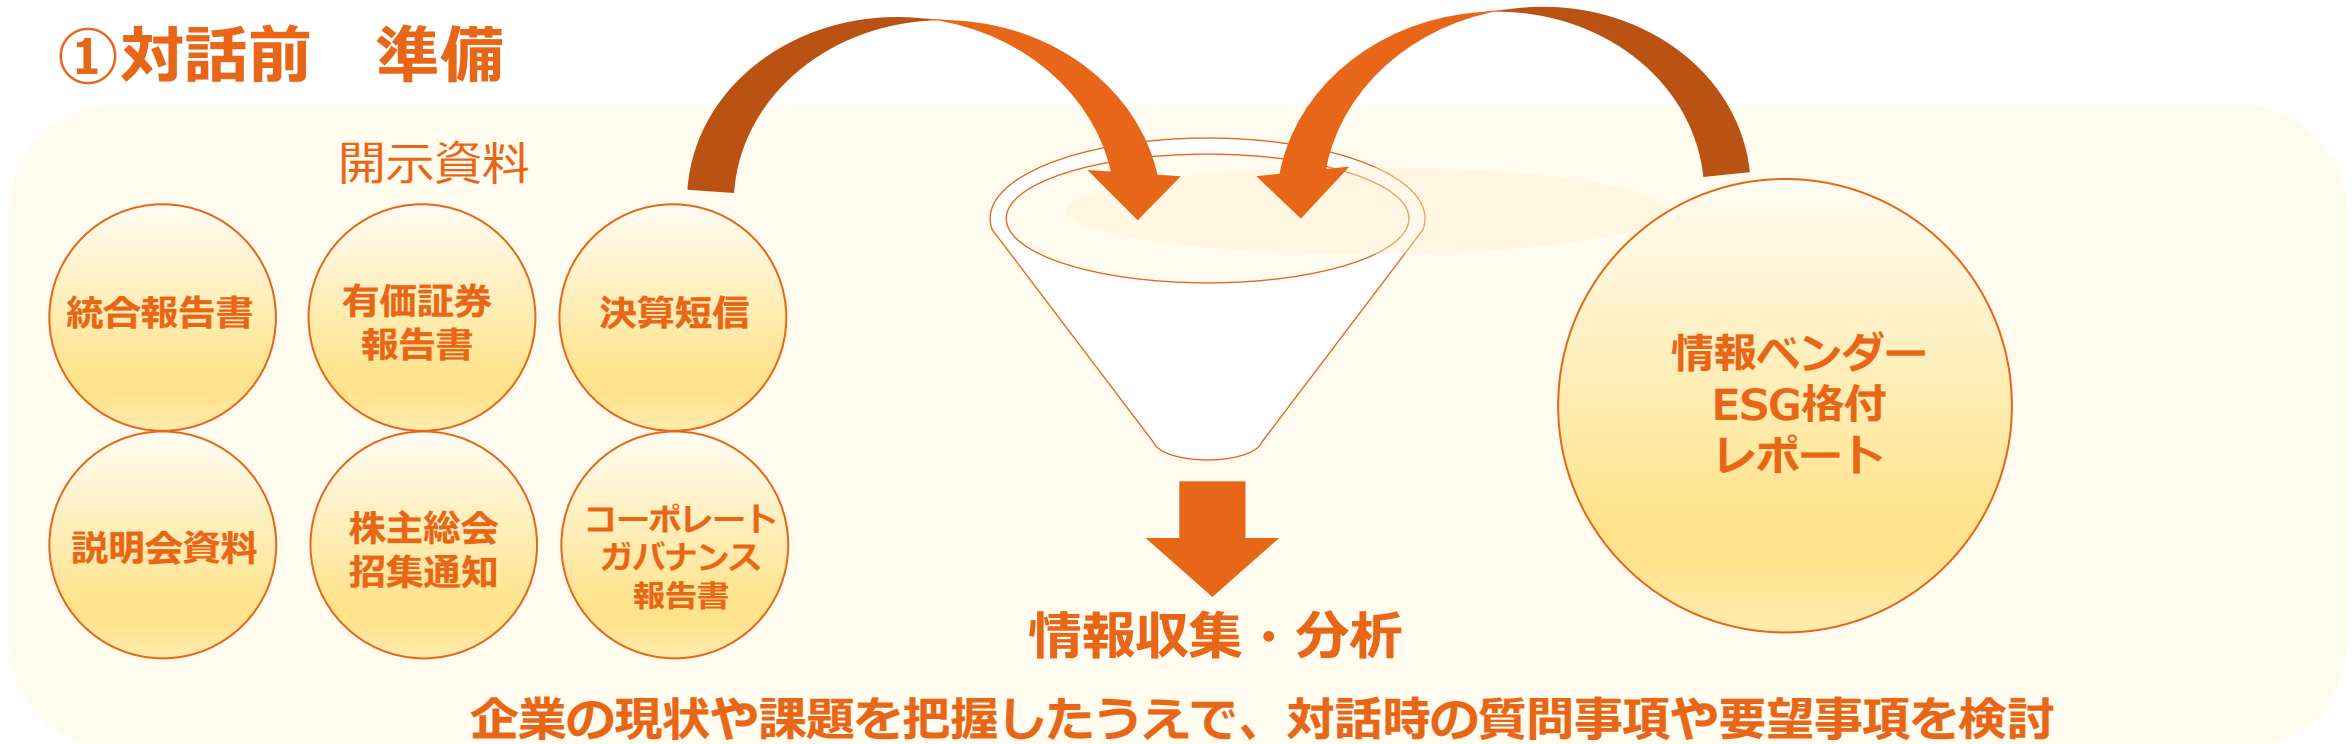 ①対話前　準備
開示資料
統合報告書
有価証券
報告書
決算短信
説明会資料
株主総会
招集通知
コーポレート
ガバナンス
報告書
情報ベンダー
ESG格付
レポート
情報収集・分析
企業の現状や課題を把握したうえで、対話時の質問事項や要望事項を検討